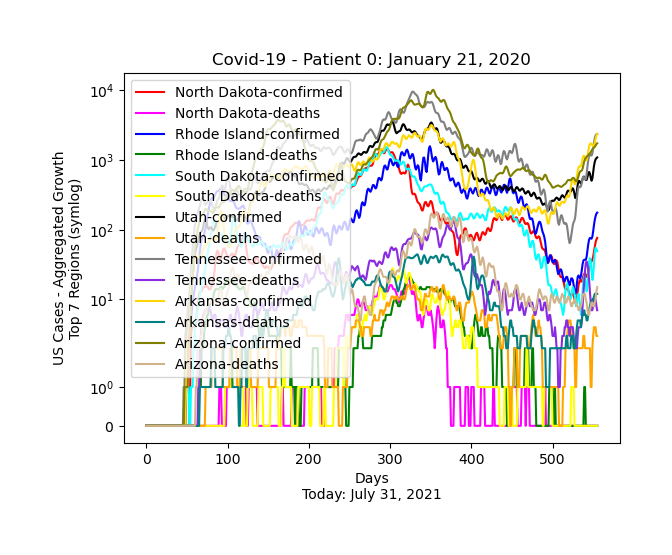 Covid-19 - Patient 0: January 21, 2020
US Cases - Aggregated Growth
Top 7 Regions (symlog)
10⁴
10³
10²
10¹
10⁰
0
North Dakota-confirmed
North Dakota-deaths
Rhode Island-confirmed
Rhode Island-deaths
South Dakota-confirmed
South Dakota-deaths
Utah-confirmed
Utah-deaths
Tennessee-confirmed
Tennessee-deaths
Arkansas-confirmed
Arkansas-deaths
Arizona-confirmed
Arizona-deaths
0 100 200 300 400 500
Days
Today: July 31, 2021